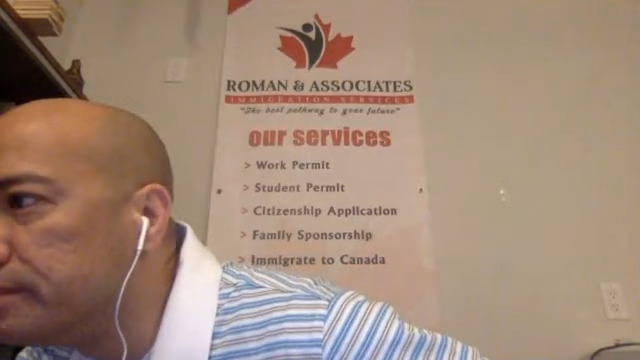 ROMAN & ASSOCIATES
IMMIGRATION SERVICES
"The best pathway to your future"
our services
> Work Permit
> Student Permit
> Citizenship Application
> Family Sponsorship
> Immigrate to Canada